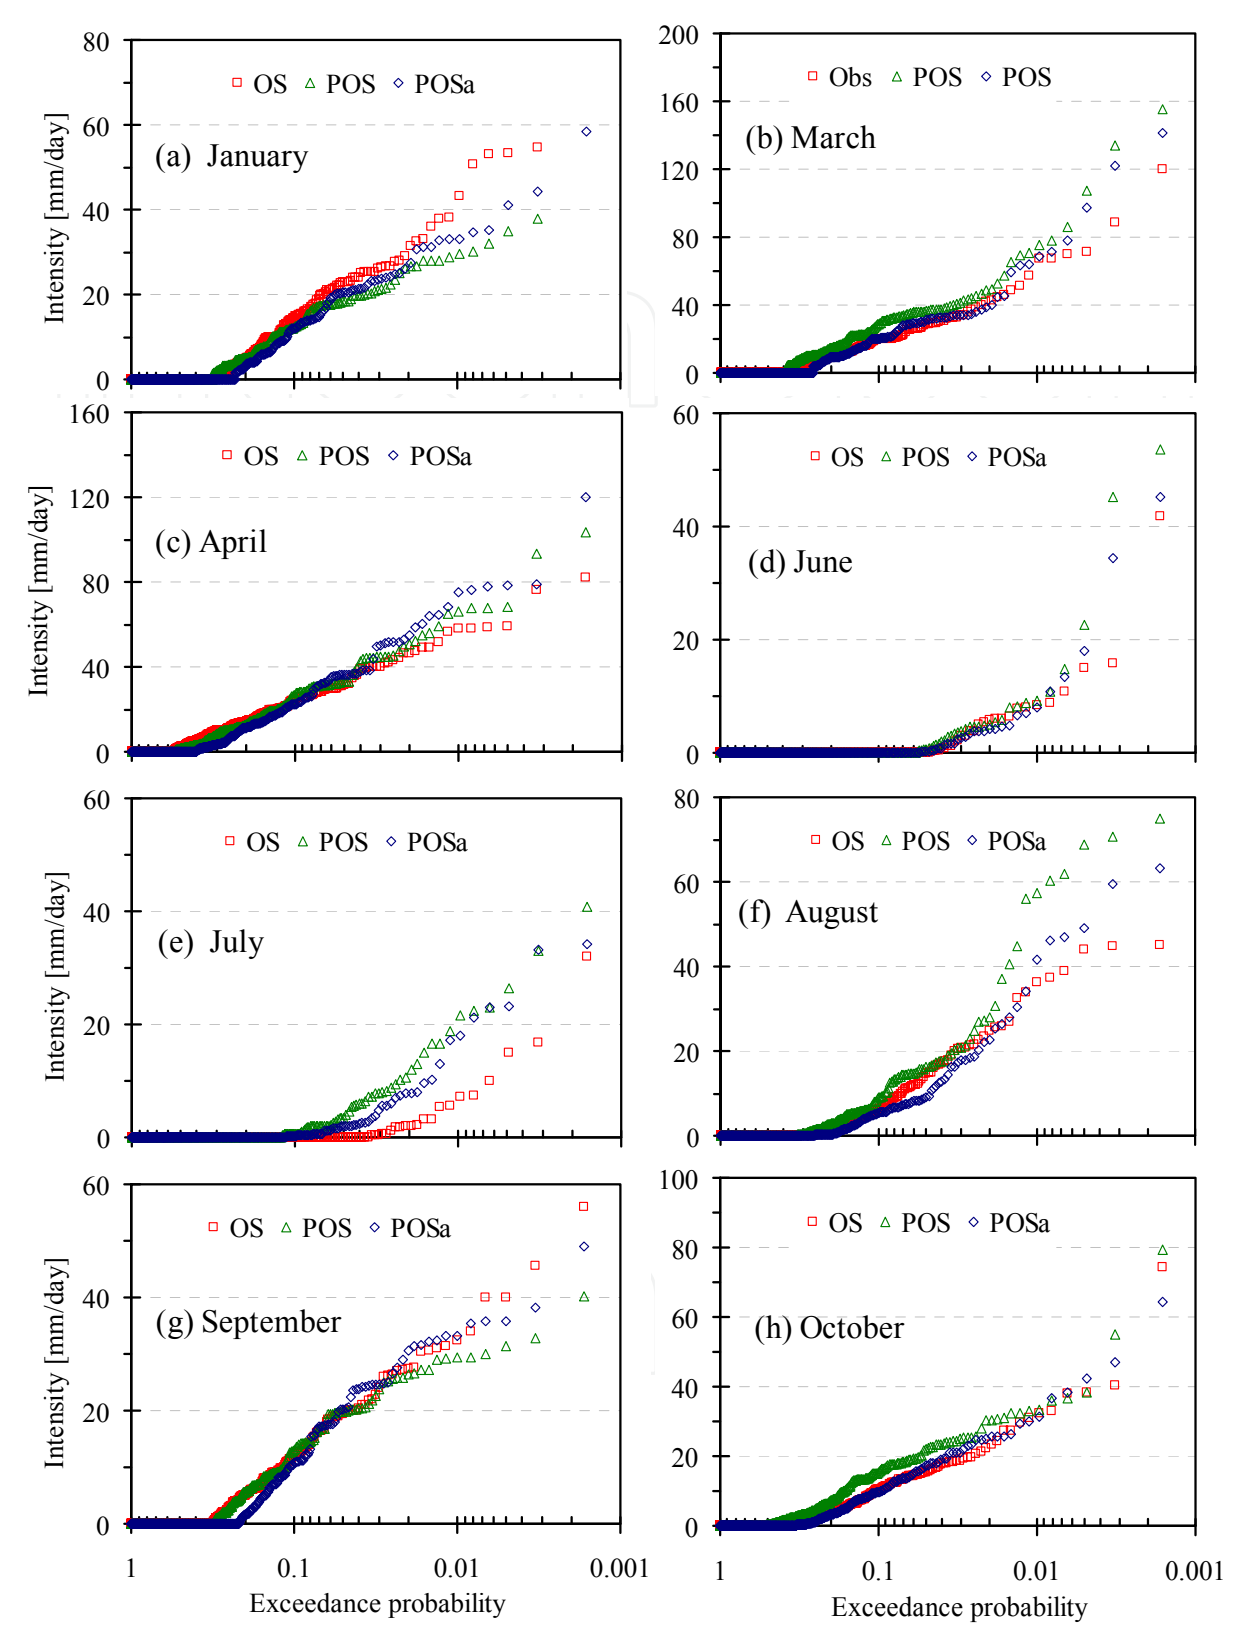 80
60
40
20
0
Intensity [mm/day]
OS POS POSa
(a) January
200
160
120
80
40
0
Obs POS POS
(b) March
160
120
80
40
0
Intensity [mm/day]
OS POS POSa
(c) April
60
40
20
0
OS POS POSa
(d) June
60
40
20
0
Intensity [mm/day]
OS POS POSa
(e) July
80
60
40
20
0
OS POS POSa
(f) August
60
40
20
0
Intensity [mm/day]
OS POS POSa
(g) September
1 0.1 0.01 0.001
Exceedance probability
100
80
60
40
20
0
OS POS POSa
(h) October
1 0.1 0.01 0.001
Exceedance probability